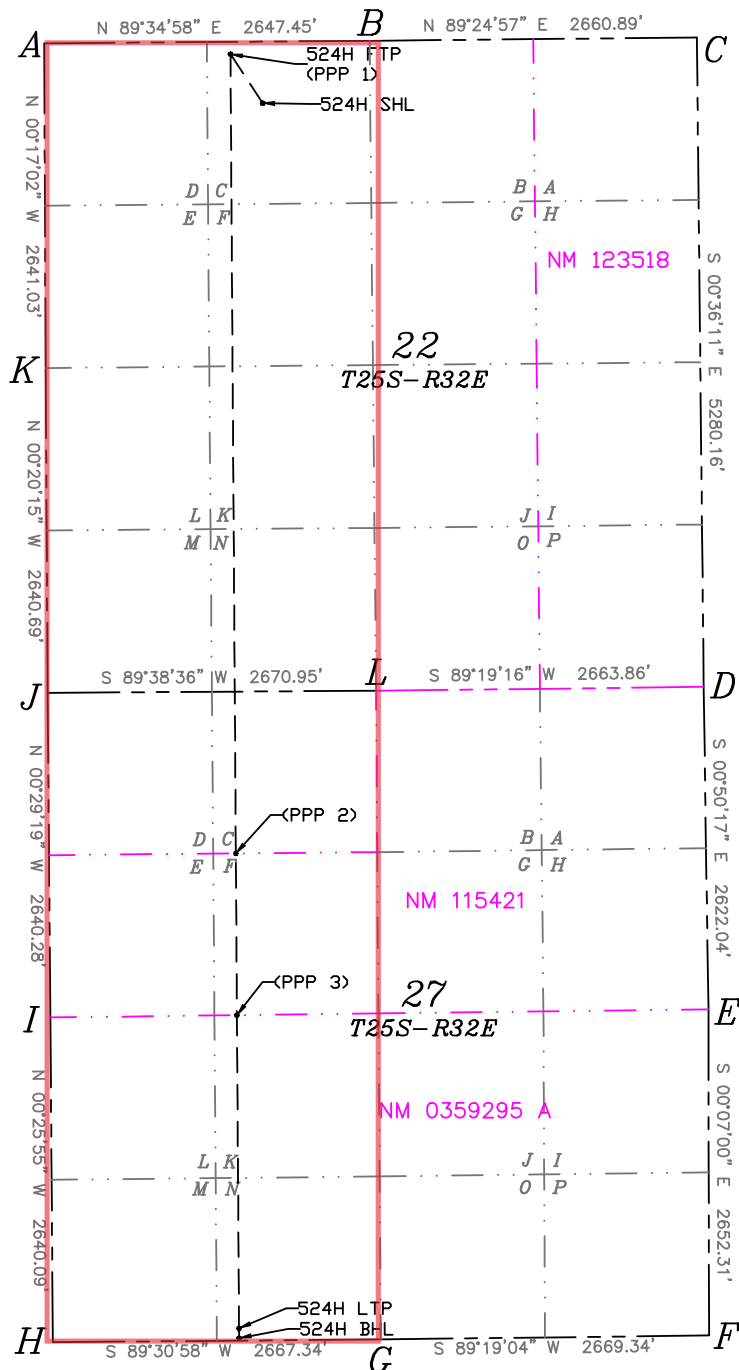 A
N 89°34'58" E 2647.45'
B
N 89°24'57" E 2660.89'
C
524H FTP
(PPP 1)
524H SHL
N 00°17'02" W 2641.03'
D C
E F
B A
G H
NM 123518
S 00°36'11" E 5280.16'
22
T25S-R32E
K
N 00°20'15" W 2640.69'
L K
M N
J I
O P
J
S 89°38'36" W 2670.95'
L
S 89°19'16" W 2663.86'
D
N 00°29'19" W 2640.28'
(PPP 2)
D C
E F
B A
G H
S 00°50'17" E 2622.04'
NM 115421
(PPP 3)
27
T25S-R32E
I
E
N 00°25'55" W 2640.09'
NM 0359295 A
L K
M N
J I
O P
S 00°07'00" E 2652.31'
524H LTP
524H BHL
H
S 89°30'58" W 2667.34'
G
S 89°19'04" W 2669.34'
F